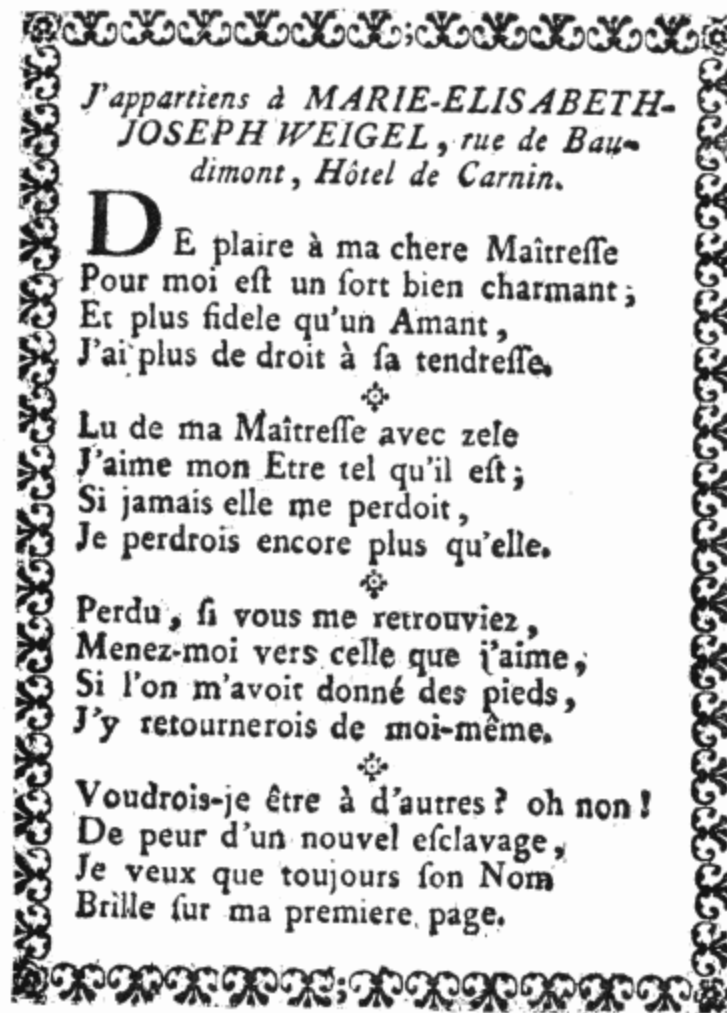 J'appartiens à MARIE-ELISABETH-
JOSEPH WEIGEL, rue de Bau-
dimont, Hôtel de Carnin.
DE plaire à ma chere Maîtreſſe
Pour moi eſt un ſort bien charmant;
Et plus fidele qu'un Amant,
J'ai plus de droit à ſa tendreſſe.
Lu de ma Maîtreſſe avec zele
J'aime mon Etre tel qu'il eſt;
Si jamais elle me perdoit,
Je perdrois encore plus qu'elle.
Perdu, ſi vous me retrouviez,
Menez-moi vers celle que j'aime,
Si l'on m'avoit donné des pieds,
J'y retournerois de moi-même.
Voudrois-je être à d'autres? oh non!
De peur d'un nouvel eſclavage,
Je veux que toujours ſon Nom
Brille ſur ma premiere page.